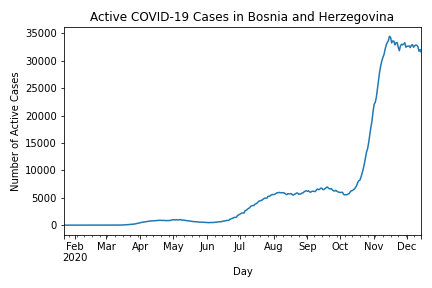 Active COVID-19 Cases in Bosnia and Herzegovina
35000
30000
25000
20000
15000
10000
5000
0
Number of Active Cases
Feb Mar Apr May Jun Jul Aug Sep Oct Nov Dec
2020
Day